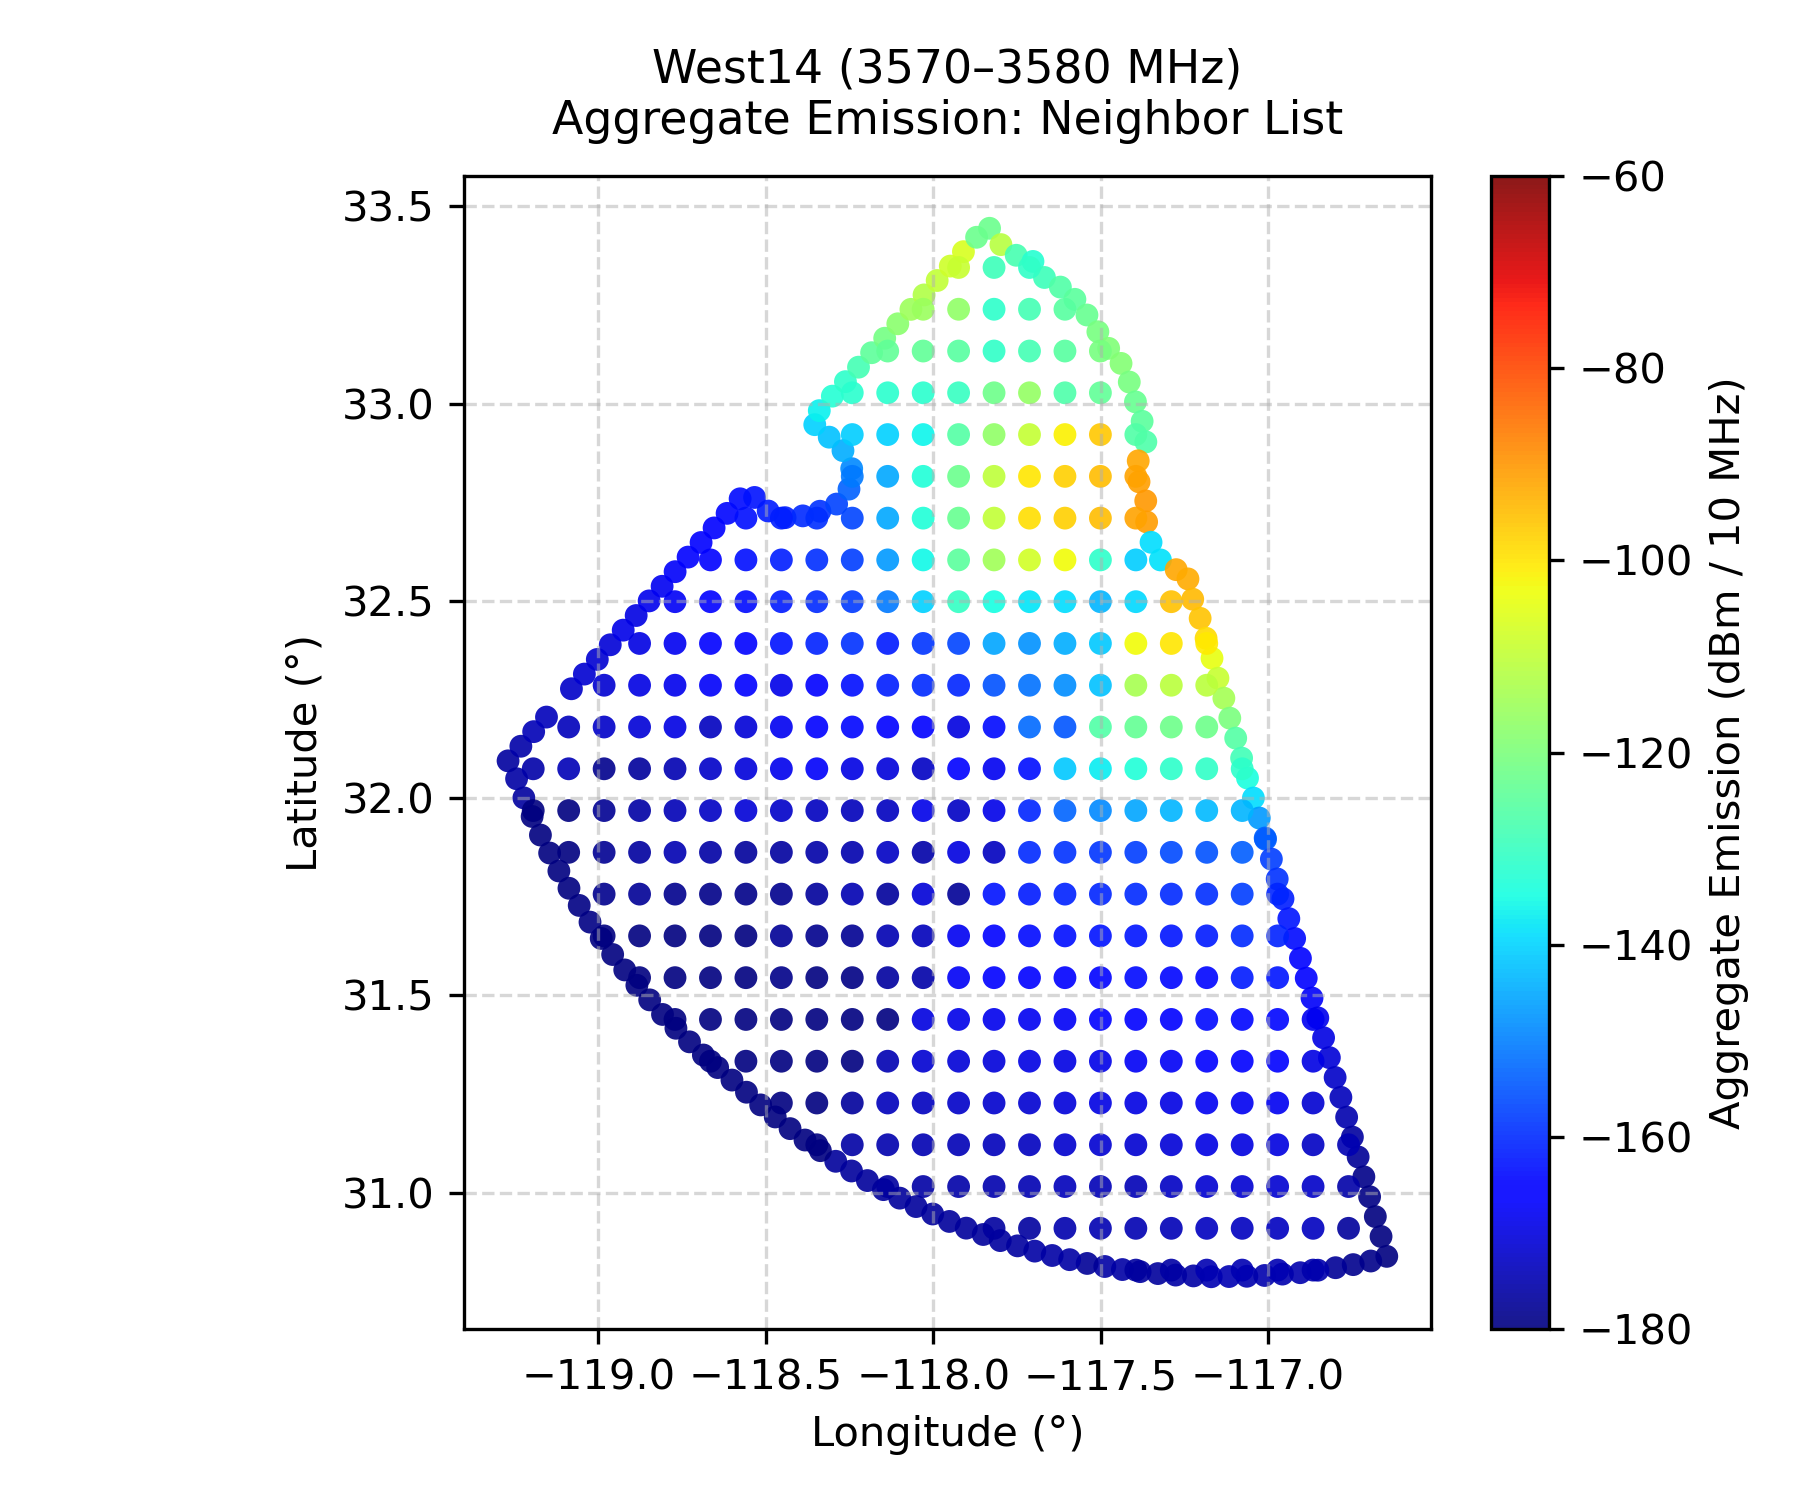 West14 (3570–3580 MHz)
Aggregate Emission: Neighbor List
33.5
33.0
32.5
32.0
31.5
31.0
Latitude (°)
−119.0 −118.5 −118.0 −117.5 −117.0
Longitude (°)
−60
−80
−100
−120
−140
−160
−180
Aggregate Emission (dBm / 10 MHz)